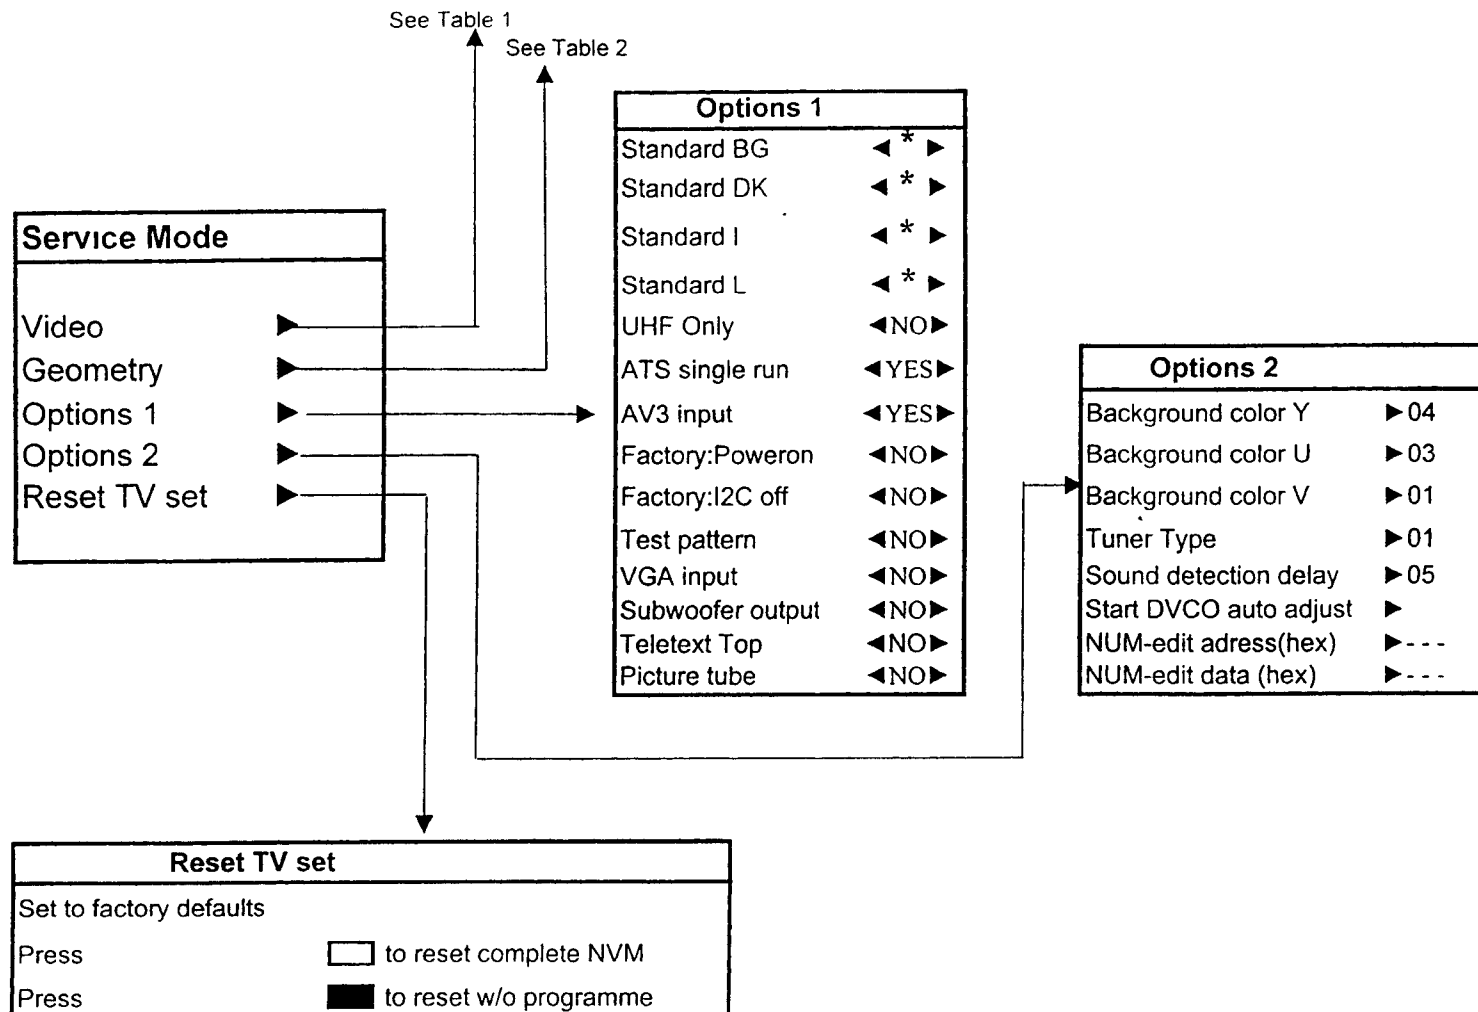 See Table 1
See Table 2
Service Mode
Video ▶
Geometry ▶
Options 1 ▶
Options 2 ▶
Reset TV set ▶
Options 1
Standard BG ◀ * ▶
Standard DK ◀ * ▶
Standard I ◀ * ▶
Standard L ◀ * ▶
UHF Only ◀NO▶
ATS single run ◀YES▶
AV3 input ◀YES▶
Factory:Poweron ◀NO▶
Factory:I2C off ◀NO▶
Test pattern ◀NO▶
VGA input ◀NO▶
Subwoofer output ◀NO▶
Teletext Top ◀NO▶
Picture tube ◀NO▶
Options 2
Background color Y ▶04
Background color U ▶03
Background color V ▶01
Tuner Type ▶01
Sound detection delay ▶05
Start DVCO auto adjust ▶
NUM-edit adress(hex) ▶- - -
NUM-edit data (hex) ▶- - -
Reset TV set
Set to factory defaults
Press to reset complete NVM
Press to reset w/o programme